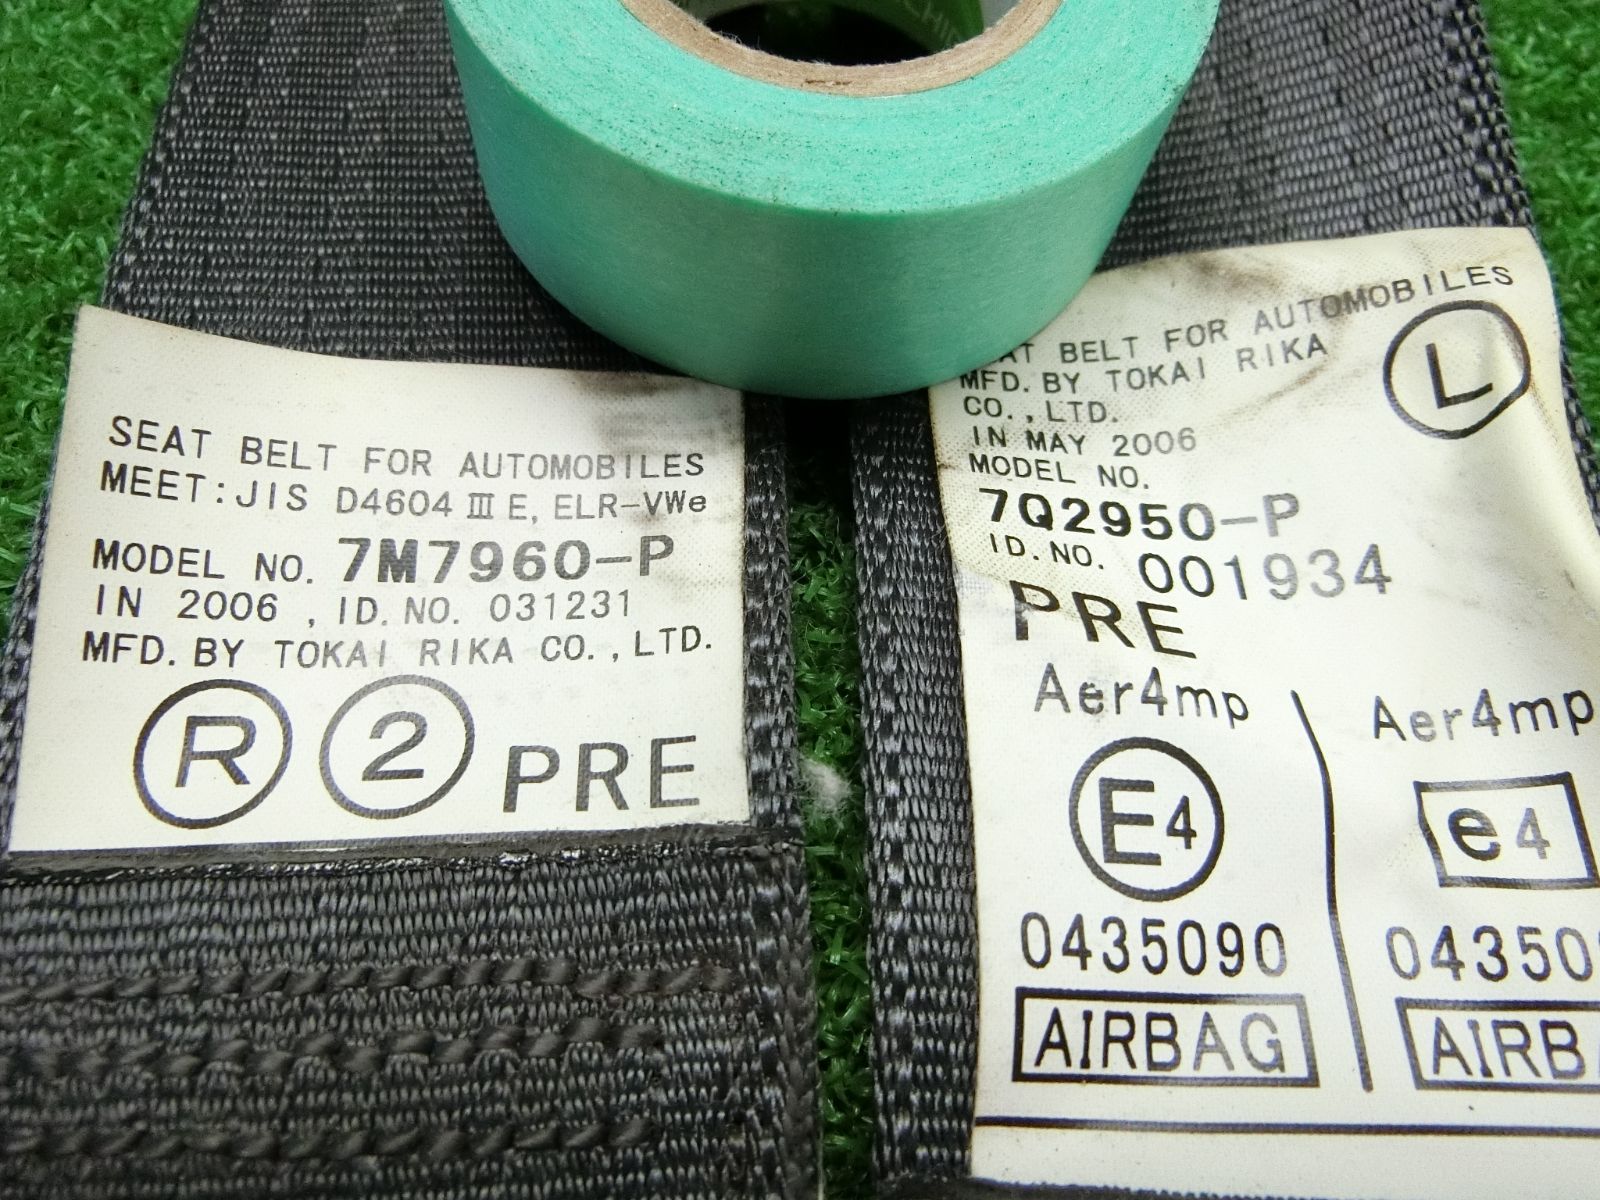 SEAT BELT FOR AUTOMOBILES
MEET:JIS D4604 Ⅲ E, ELR-VWe
MODEL NO. 7M7960-P
IN 2006 , ID. NO. 031231
MFD. BY TOKAI RIKA CO., LTD.
R 2 PRE
BELT FOR AUTOMOBILES
MFD. BY TOKAI RIKA
CO., LTD.
L
IN MAY 2006
MODEL NO.
7Q2950-P
ID. NO. 001934
PRE
Aer4mp Aer4mp
E4 e4
0435090 04350
AIRBAG AIRB